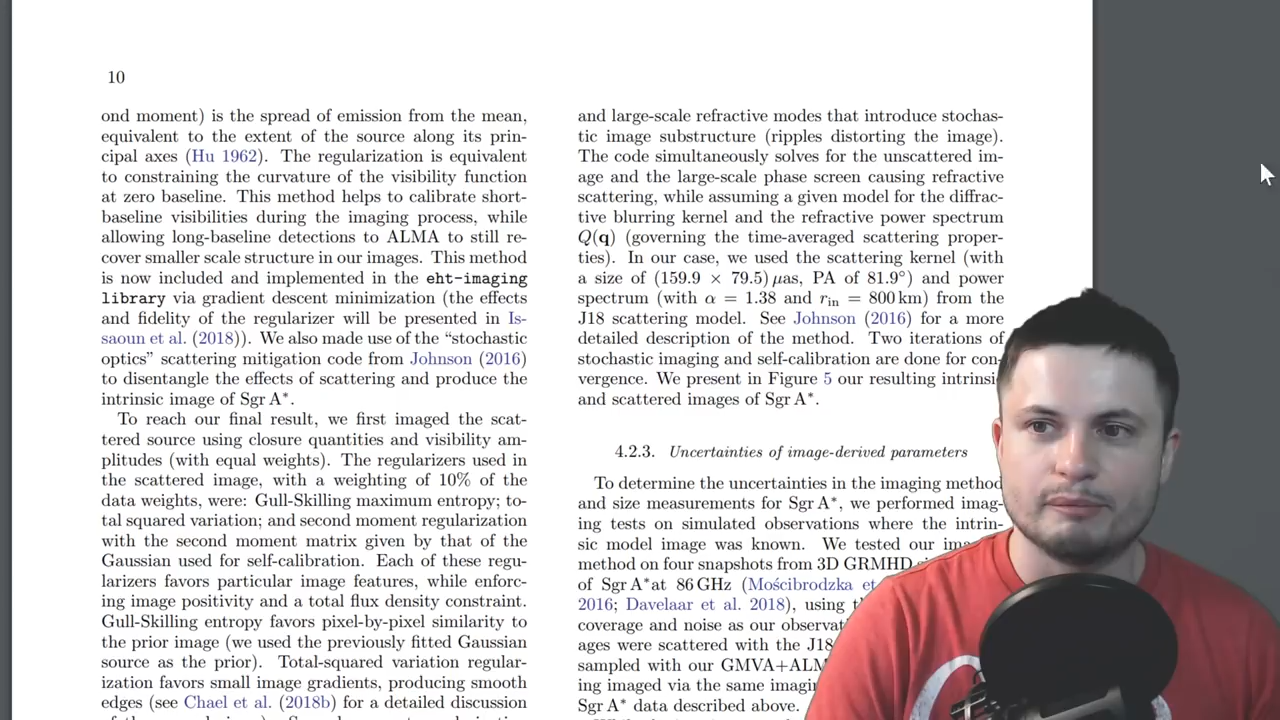 10
ond moment) is the spread of emission from the mean,
equivalent to the extent of the source along its prin-
cipal axes (Hu 1962). The regularization is equivalent
to constraining the curvature of the visibility function
at zero baseline. This method helps to calibrate short-
baseline visibilities during the imaging process, while
allowing long-baseline detections to ALMA to still re-
cover smaller scale structure in our images. This method
is now included and implemented in the eht-imaging
library via gradient descent minimization (the effects
and fidelity of the regularizer will be presented in Is-
saoun et al. (2018)). We also made use of the “stochastic
optics” scattering mitigation code from Johnson (2016)
to disentangle the effects of scattering and produce the
intrinsic image of Sgr A*.
To reach our final result, we first imaged the scat-
tered source using closure quantities and visibility am-
plitudes (with equal weights). The regularizers used in
the scattered image, with a weighting of 10% of the
data weights, were: Gull-Skilling maximum entropy; to-
tal squared variation; and second moment regularization
with the second moment matrix given by that of the
Gaussian used for self-calibration. Each of these regu-
larizers favors particular image features, while enforc-
ing image positivity and a total flux density constraint.
Gull-Skilling entropy favors pixel-by-pixel similarity to
the prior image (we used the previously fitted Gaussian
source as the prior). Total-squared variation regular-
ization favors small image gradients, producing smooth
edges (see Chael et al. (2018b) for a detailed discussion
and large-scale refractive modes that introduce stochas-
tic image substructure (ripples distorting the image).
The code simultaneously solves for the unscattered im-
age and the large-scale phase screen causing refractive
scattering, while assuming a given model for the diffrac-
tive blurring kernel and the refractive power spectrum
Q(q) (governing the time-averaged scattering proper-
ties). In our case, we used the scattering kernel (with
a size of (159.9 × 79.5) μas, PA of 81.9°) and power
spectrum (with α = 1.38 and r_in = 800 km) from the
J18 scattering model. See Johnson (2016) for a more
detailed description of the method. Two iterations of
stochastic imaging and self-calibration are done for con-
vergence. We present in Figure 5 our resulting intrinsic
and scattered images of Sgr A*.
4.2.3. Uncertainties of image-derived parameters
To determine the uncertainties in the imaging method
and size measurements for Sgr A*, we performed imag-
ing tests on simulated observations where the intrin-
sic model image was known. We tested our
method on four snapshots from 3D GRMHD
of Sgr A*at 86 GHz (Mościbrodzka et
2016; Davelaar et al. 2018), using
coverage and noise as our
ages were scattered with the J18
sampled with our
ing imaged via the same
Sgr A* data described above.